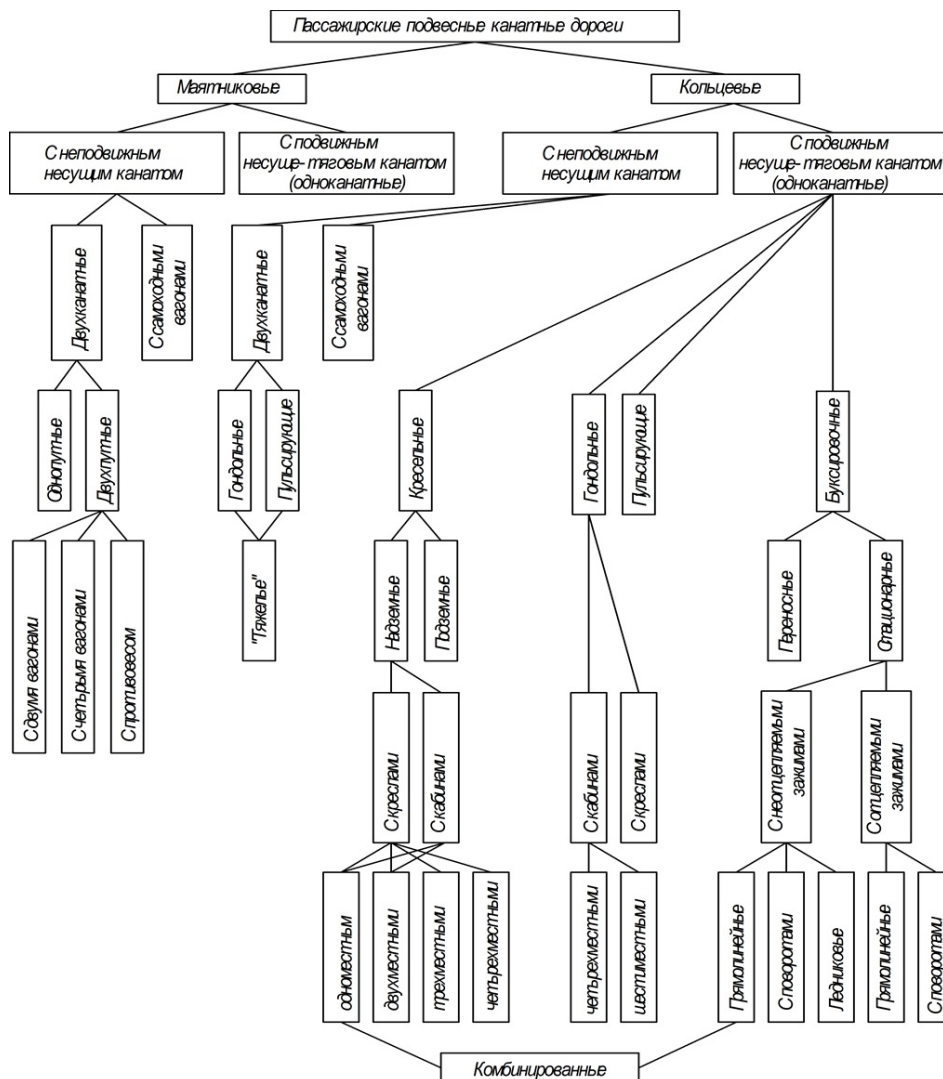 Пассажирские подвесные канатные дороги
Маятниковые
Кольцевые
С неподвижным
несущим канатом
С подвижным
несуще-тяговым канатом
(одноканатные)
С неподвижным
несущим канатом
С подвижным
несуще-тяговым канатом
(одноканатные)
Двухканатные
С самоходными
вагонами
Двухканатные
С самоходными
вагонами
Однопутные
Двухпутные
Гондольные
Пульсирующие
Кресельные
Гондольные
Пульсирующие
Буксировочные
С двумя вагонами
С четырьмя вагонами
С противовесом
"Тяжелые"
Надземные
Подземные
Переносные
Стационарные
С креслами
С кабинами
С кабинами
С креслами
С неотцепляемыми
зажимами
С отцепляемыми
зажимами
одноместным
двухместными
трехместными
четырехместными
четырехместными
шестиместными
Прямолинейные
С поворотами
Ледниковые
Прямолинейные
С поворотами
Комбинированные